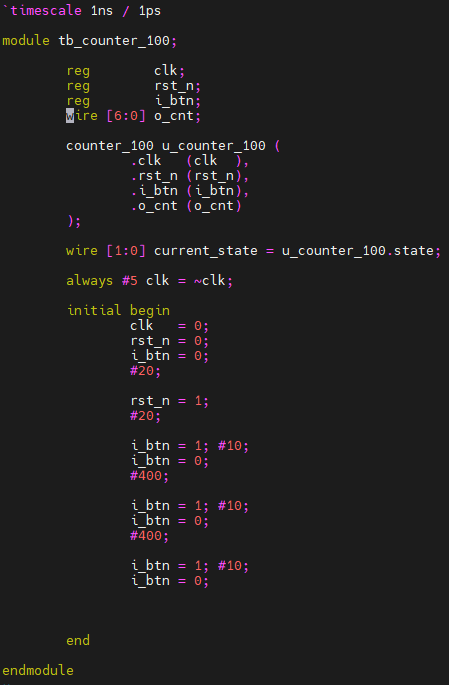 `timescale 1ns / 1ps
module tb_counter_100;
reg        clk;
reg        rst_n;
reg        i_btn;
wire [6:0] o_cnt;
counter_100 u_counter_100 (
.clk   (clk  ),
.rst_n (rst_n),
.i_btn (i_btn),
.o_cnt (o_cnt)
);
wire [1:0] current_state = u_counter_100.state;
always #5 clk = ~clk;
initial begin
clk   = 0;
rst_n = 0;
i_btn = 0;
#20;
rst_n = 1;
#20;
i_btn = 1; #10;
i_btn = 0;
#400;
i_btn = 1; #10;
i_btn = 0;
#400;
i_btn = 1; #10;
i_btn = 0;
end
endmodule